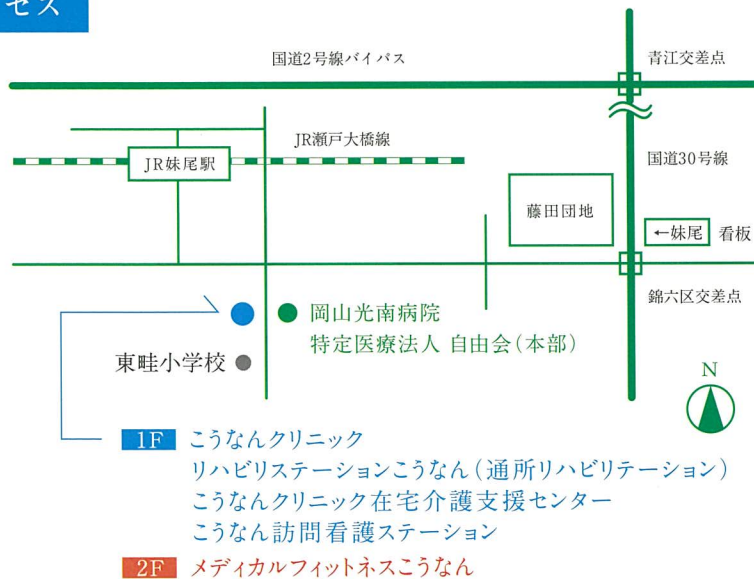 セス
国道2号線バイパス
青江交差点
JR瀬戸大橋線
JR妹尾駅
国道30号線
藤田団地
←妹尾 看板
錦六区交差点
岡山光南病院
特定医療法人 自由会(本部)
東畦小学校
N
1F こうなんクリニック
リハビリステーションこうなん(通所リハビリテーション)
こうなんクリニック在宅介護支援センター
こうなん訪問看護ステーション
2F メディカルフィットネスこうなん